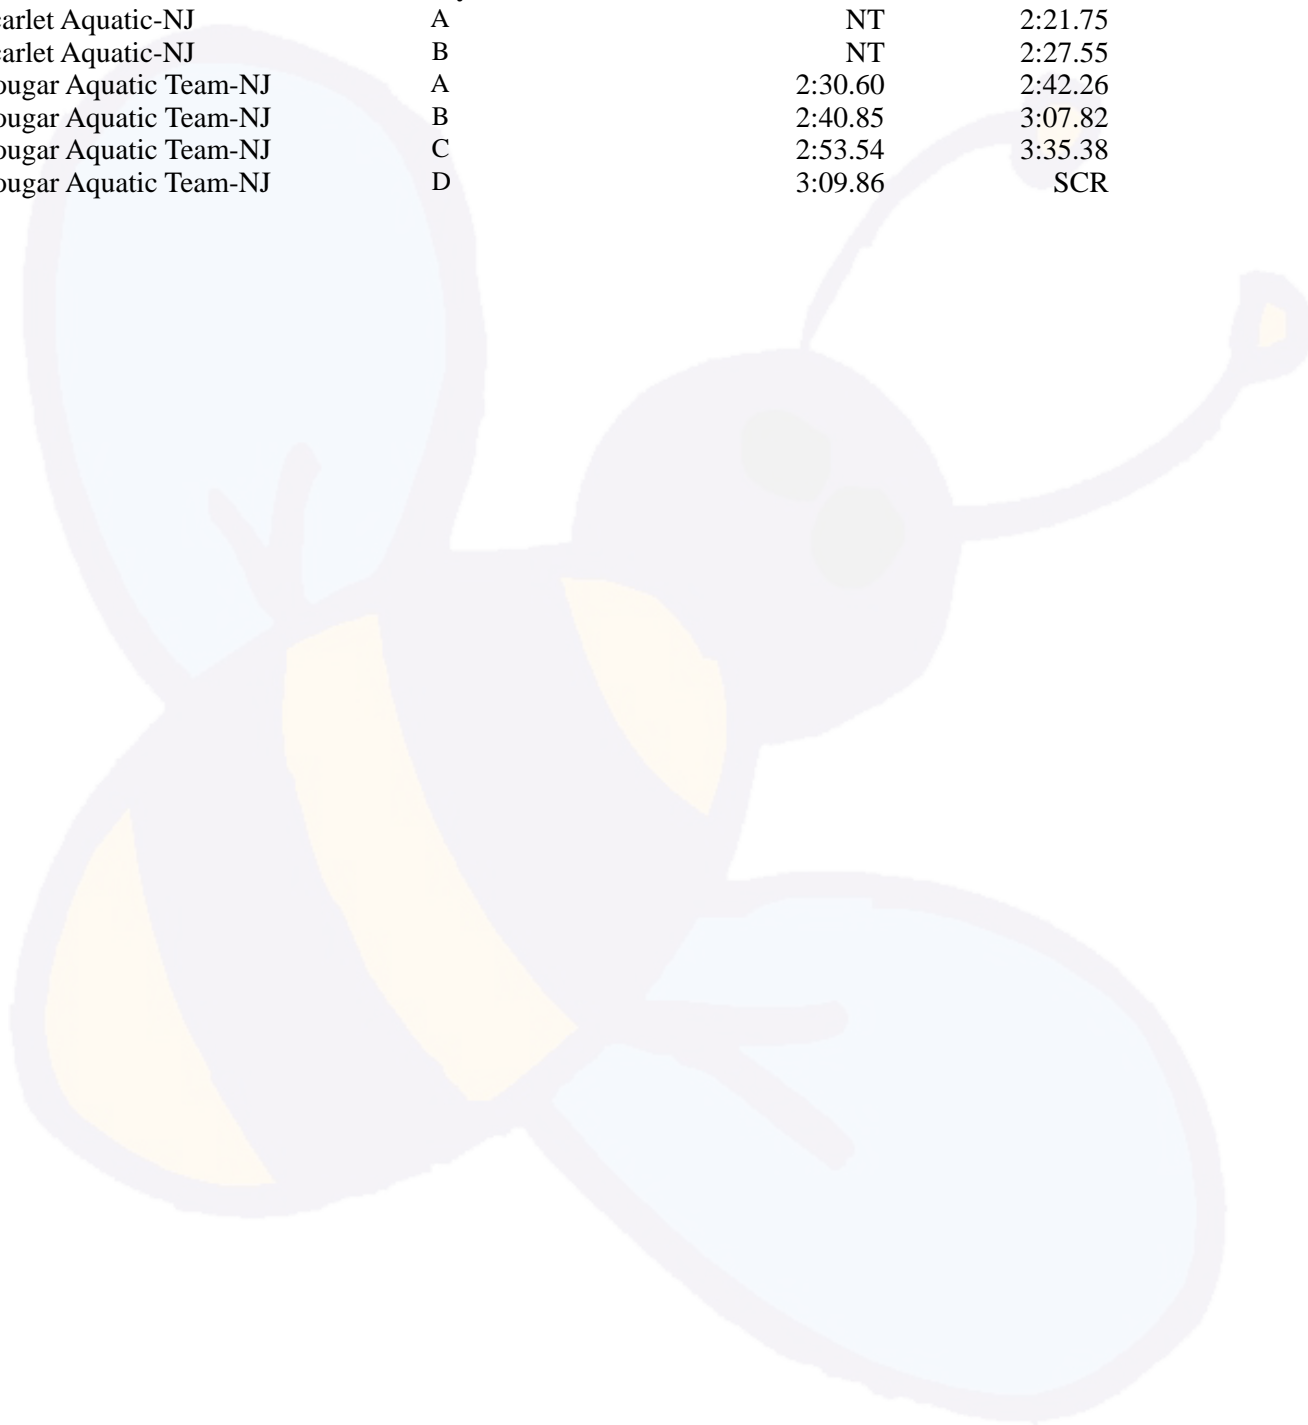 arlet Aquatic-NJ A NT 2:21.75
arlet Aquatic-NJ B NT 2:27.55
ougar Aquatic Team-NJ A 2:30.60 2:42.26
ougar Aquatic Team-NJ B 2:40.85 3:07.82
ougar Aquatic Team-NJ C 2:53.54 3:35.38
ougar Aquatic Team-NJ D 3:09.86 SCR